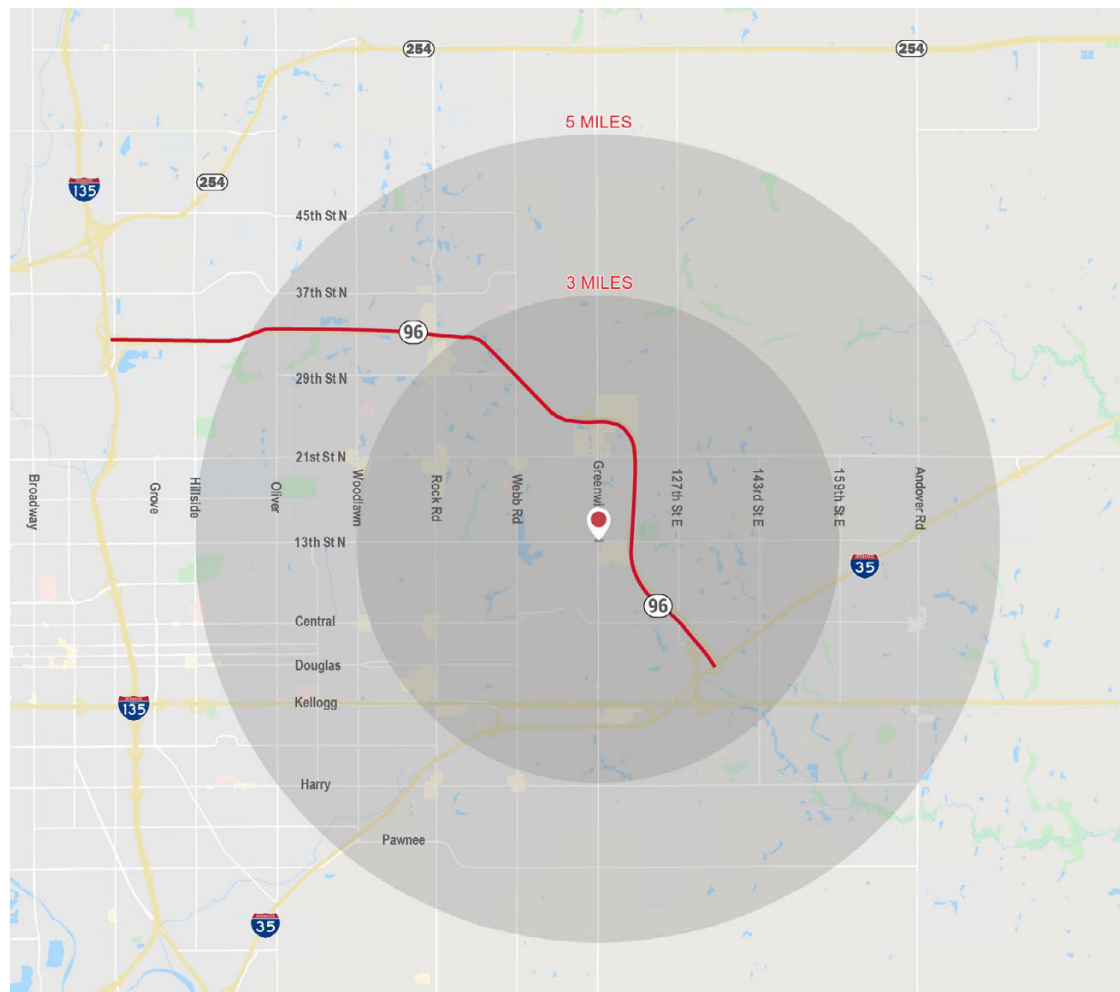 254
254
5 MILES
135
254
45th St N
3 MILES
37th St N
96
29th St N
21st St N
Broadway
Grove
Hillside
Oliver
Woodlawn
Rock Rd
Webb Rd
Greenwi
127th St E
143rd St E
159th St E
Andover Rd
13th St N
35
96
Central
Douglas
Kellogg
135
Harry
Pawnee
35